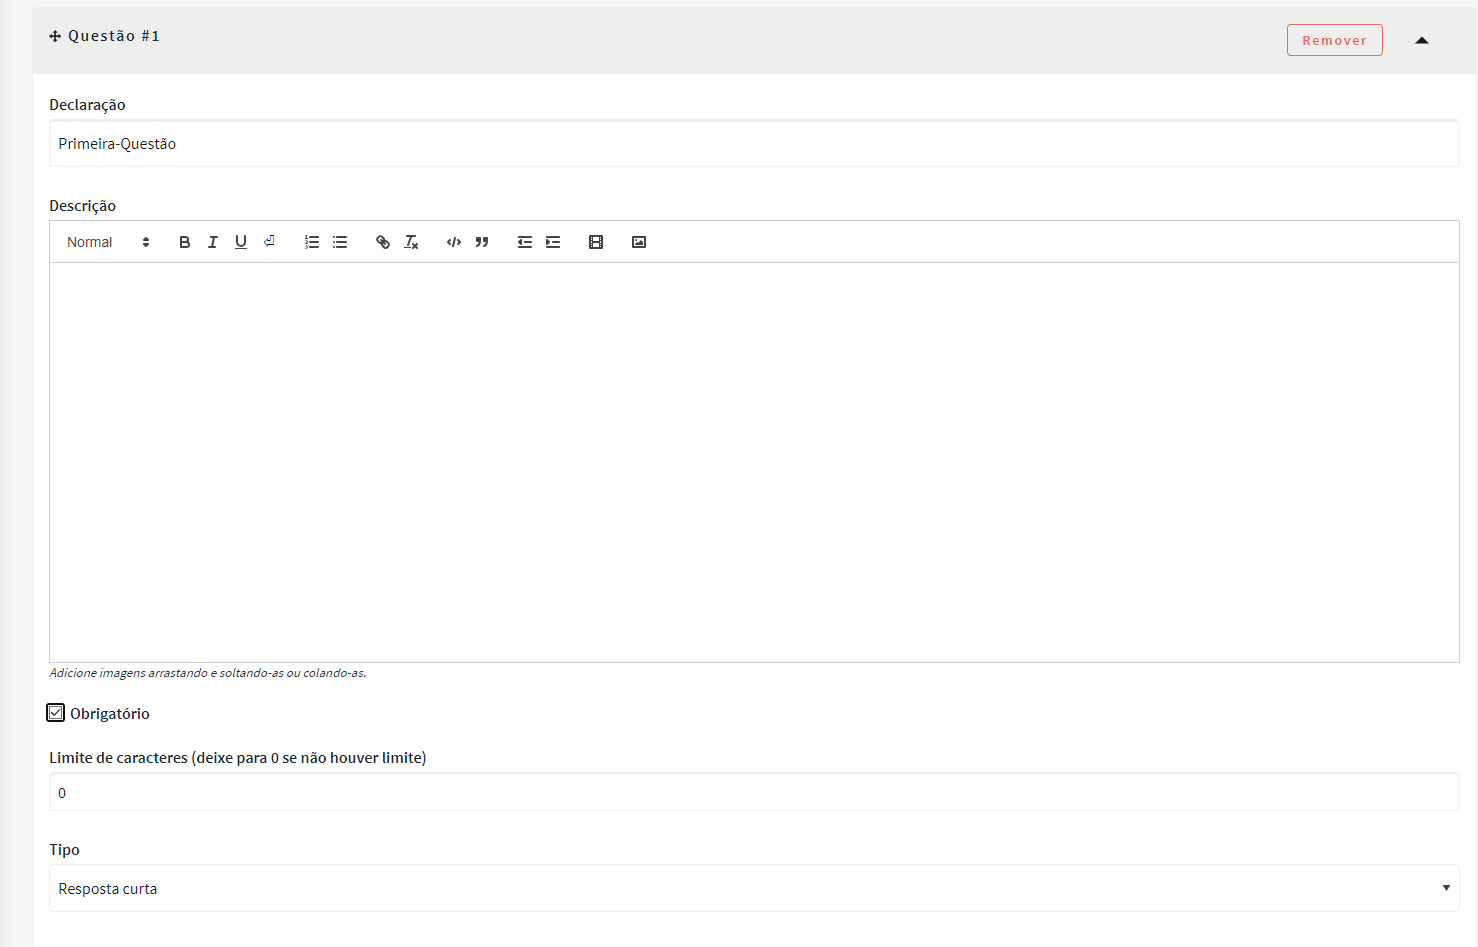 Questão #1
Remover
Declaração
Primeira-Questão
Descrição
Normal
Adicione imagens arrastando e soltando-as ou colando-as.
Obrigatório
Limite de caracteres (deixe para 0 se não houver limite)
0
Tipo
Resposta curta